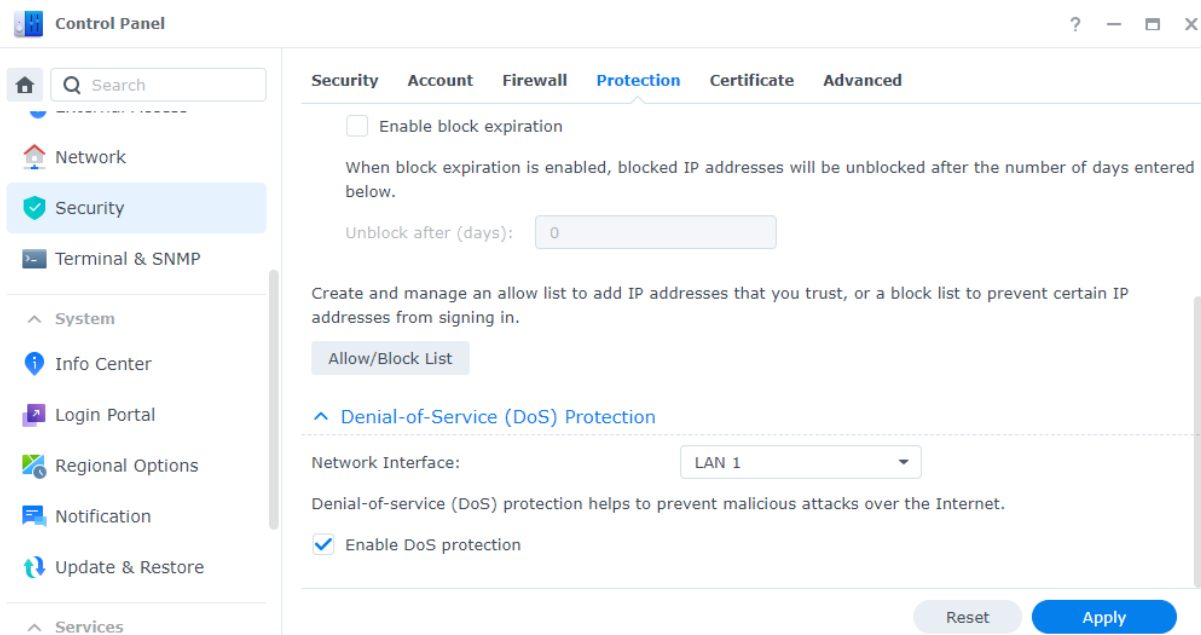 Control Panel
?
Search
Network
Security
Terminal & SNMP
System
Info Center
Login Portal
Regional Options
Notification
Update & Restore
Services
Security Account Firewall Protection Certificate Advanced
Enable block expiration
When block expiration is enabled, blocked IP addresses will be unblocked after the number of days entered
below.
Unblock after (days): 0
Create and manage an allow list to add IP addresses that you trust, or a block list to prevent certain IP
addresses from signing in.
Allow/Block List
Denial-of-Service (DoS) Protection
Network Interface: LAN 1
Denial-of-service (DoS) protection helps to prevent malicious attacks over the Internet.
Enable DoS protection
Reset Apply